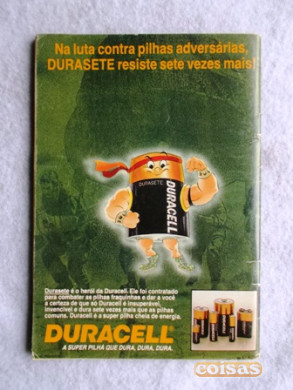 Na luta contra pilhas adversárias,
DURASETE resiste sete vezes mais!
DURASETE
DURACELL
Durasete é o herói da Duracell. Ele foi contratado
para combater as pilhas fraquinhas e dar a você
a certeza de que só Duracell é insuperável,
invencível e dura sete vezes mais que as pilhas
comuns. Duracell é a super pilha cheia de energia.
DURACELL
A SUPER PILHA QUE DURA, DURA, DURA.
coisas